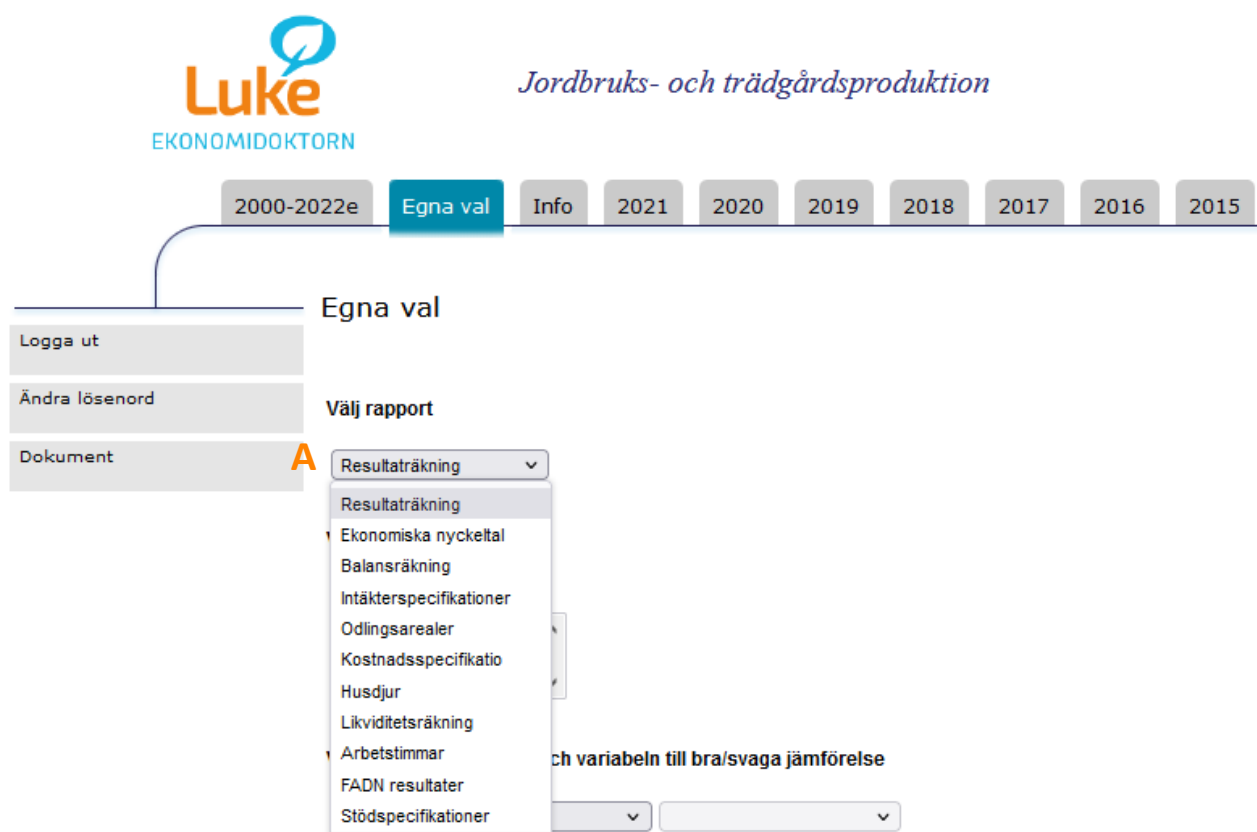 Luke
EKONOMIDOKTORN
Jordbruks- och trädgårdsproduktion
2000-2022e Egna val Info 2021 2020 2019 2018 2017 2016 2015
Egna val
Logga ut
Ändra lösenord
Dokument
Välj rapport
A
Resultaträkning
Resultaträkning
Ekonomiska nyckeltal
Balansräkning
Intäkterspecifikationer
Odlingsarealer
Kostnadsspecifikatio
Husdjur
Likviditetsräkning
Arbetstimmar
FADN resultater
Stödspecifikationer
ch variabeln till bra/svaga jämförelse